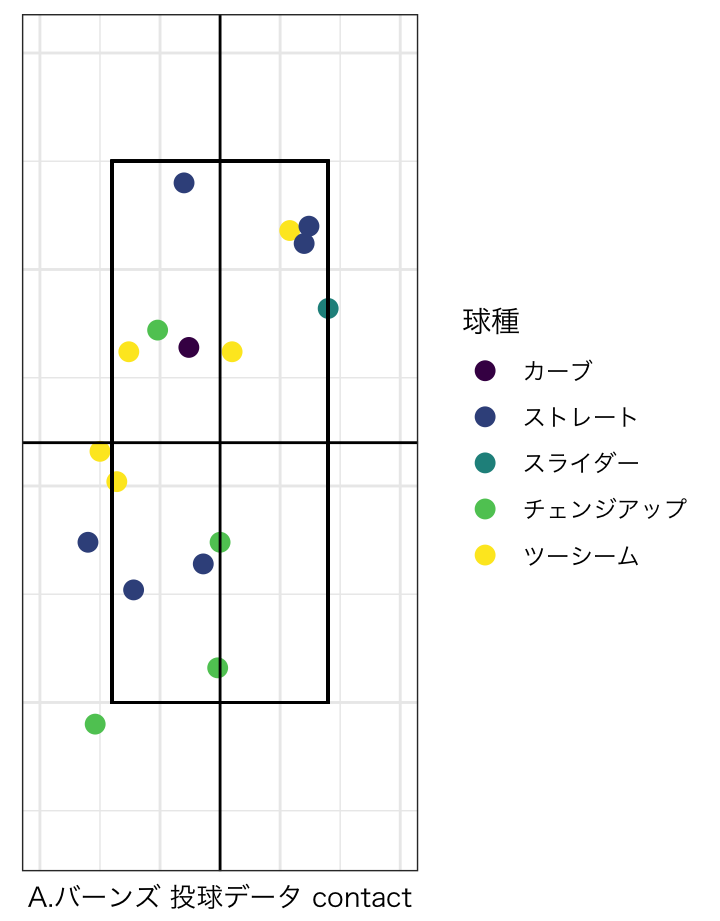 球種
カーブ
ストレート
スライダー
チェンジアップ
ツーシーム
A.バーンズ 投球データ contact